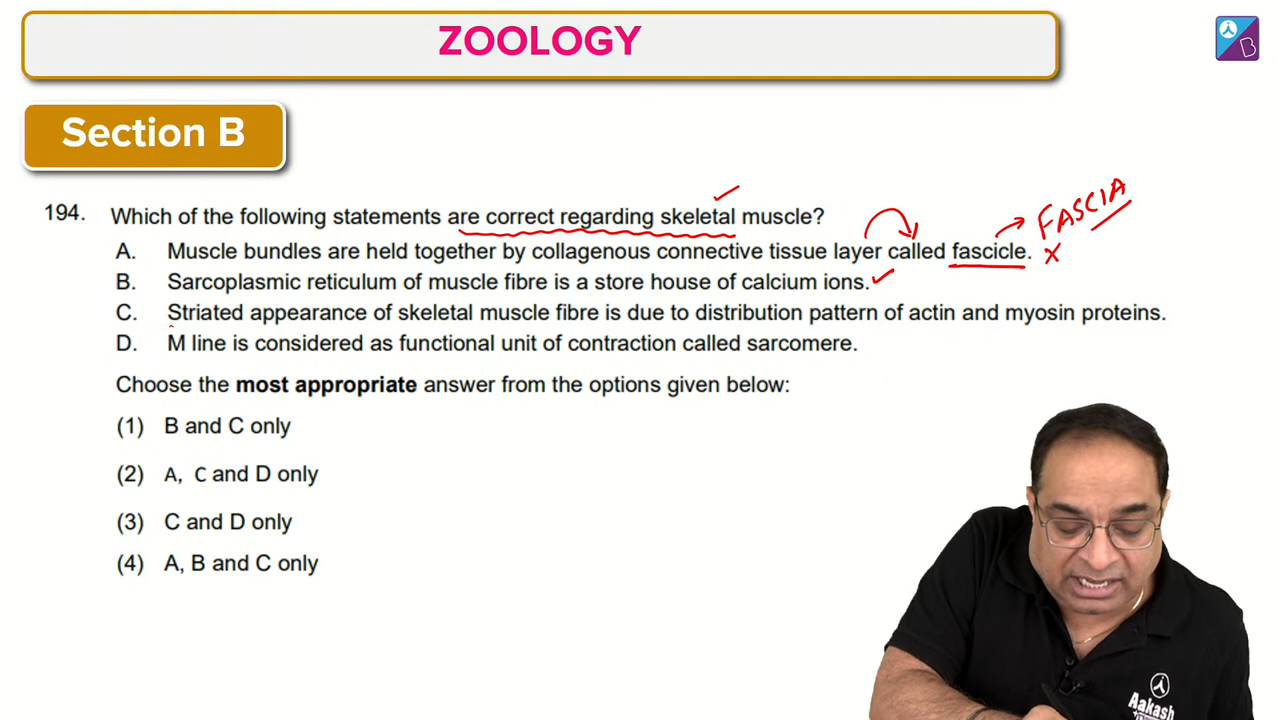 ZOOLOGY
Section B
194. Which of the following statements are correct regarding skeletal muscle?
FASCIA
A. Muscle bundles are held together by collagenous connective tissue layer called fascicle.
B. Sarcoplasmic reticulum of muscle fibre is a store house of calcium ions.
C. Striated appearance of skeletal muscle fibre is due to distribution pattern of actin and myosin proteins.
D. M line is considered as functional unit of contraction called sarcomere.
Choose the most appropriate answer from the options given below:
(1) B and C only
(2) A, C and D only
(3) C and D only
(4) A, B and C only
Aakash